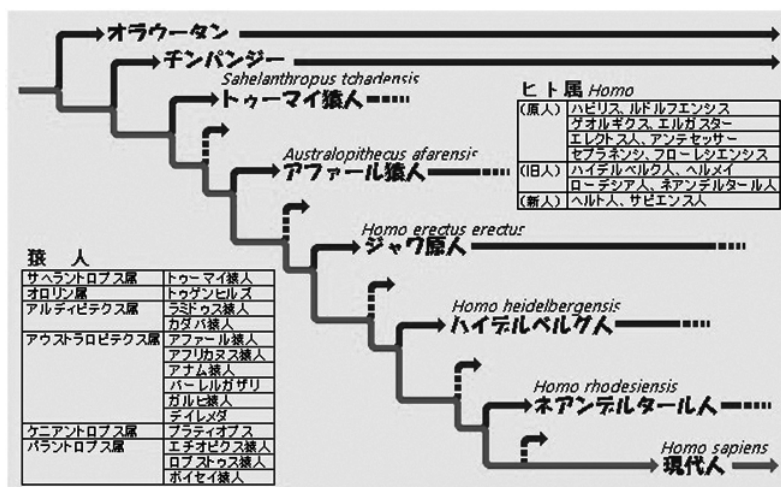 オラウータン
チンパンジー
Sahelanthropus tchadensis
トゥーマイ猿人
Australopithecus afarensis
アファール猿人
Homo erectus erectus
ジャワ原人
Homo heidelbergensis
ハイデルベルグ人
Homo rhodesiensis
ネアンデルタール人
Homo sapiens
現代人
ヒト属 Homo
(原人) ハビリス、ルドルフエンシス
ゲオルギクス、エルガスター
エレクトス人、アンテセッサー
セプラネンシ、フローレシエンシス
(旧人) ハイデルベルク人、ヘルメイ
ローデシア人、ネアンデルタール人
(新人) ヘルト人、サピエンス人
猿 人
サヘラントロプス属 トゥーマイ猿人
オロリン属 トゥゲンヒルズ
アルディピテクス属 ラミドゥス猿人
カダバ猿人
アウストラロピテクス属 アファール猿人
アフリカヌス猿人
アナム猿人
バーレルガザリ
ガルヒ猿人
デイレメダ
ケニアントロプス属 プラティオプス
パラントロプス属 エチオピクス猿人
ロブストゥス猿人
ボイセイ猿人